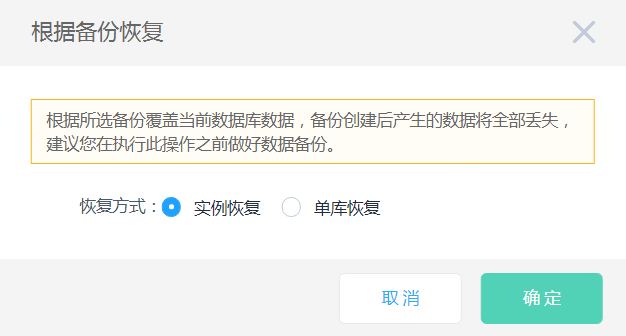 根据备份恢复
根据所选备份覆盖当前数据库数据，备份创建后产生的数据将全部丢失，
建议您在执行此操作之前做好数据备份。
恢复方式：实例恢复 单库恢复
取消 确定